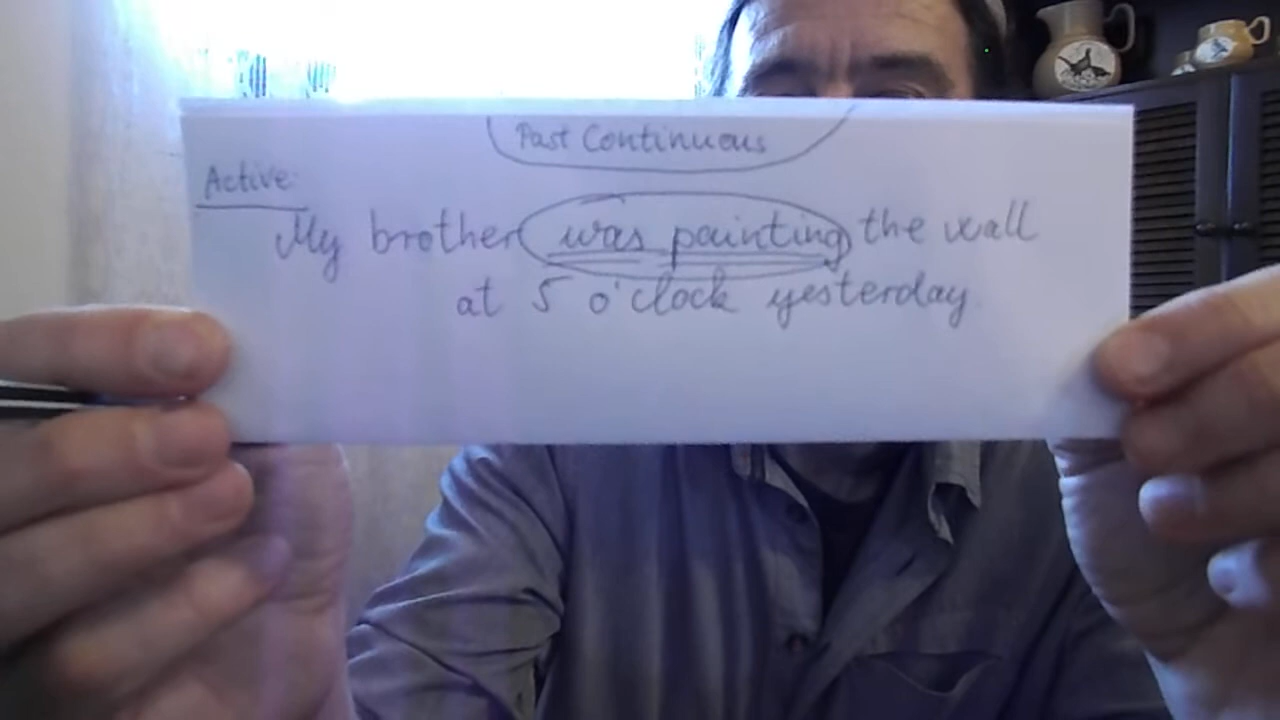 Past Continuous
Active:
My brother was painting the wall
at 5 o'clock yesterday.